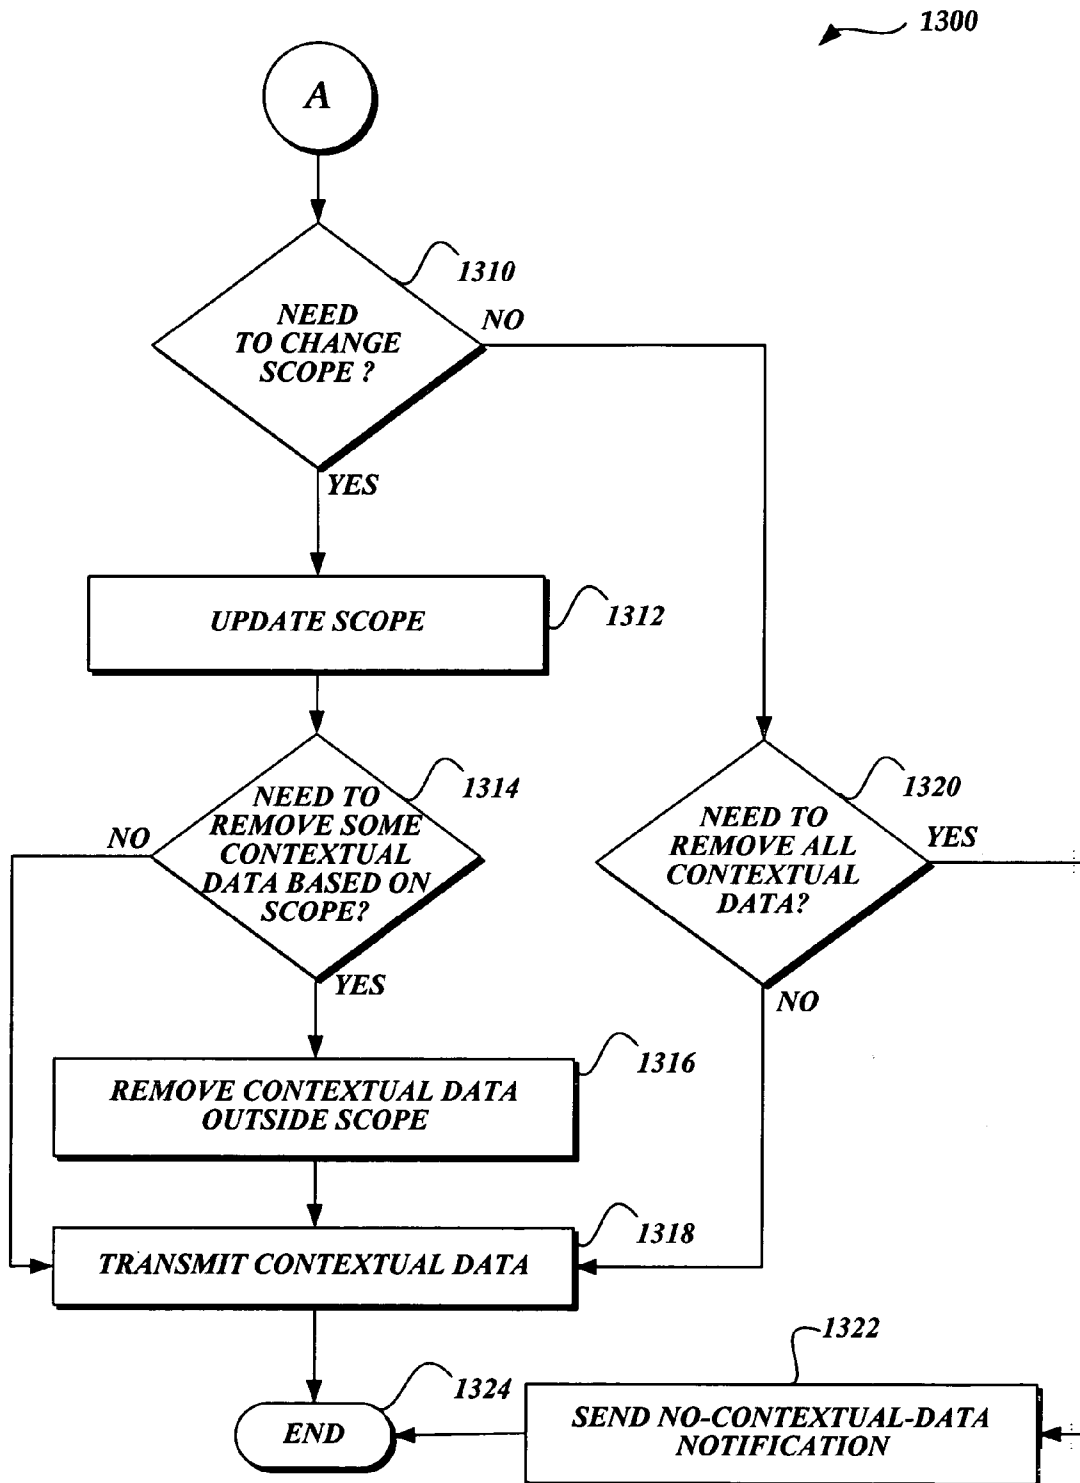 1300
A
1310
NEED
TO CHANGE
SCOPE ?
NO
YES
UPDATE SCOPE
1312
1314
NEED TO
REMOVE SOME
CONTEXTUAL
DATA BASED ON
SCOPE?
NO
YES
1320
NEED TO
REMOVE ALL
CONTEXTUAL
DATA?
YES
NO
1316
REMOVE CONTEXTUAL DATA
OUTSIDE SCOPE
1318
TRANSMIT CONTEXTUAL DATA
1322
SEND NO-CONTEXTUAL-DATA
NOTIFICATION
1324
END